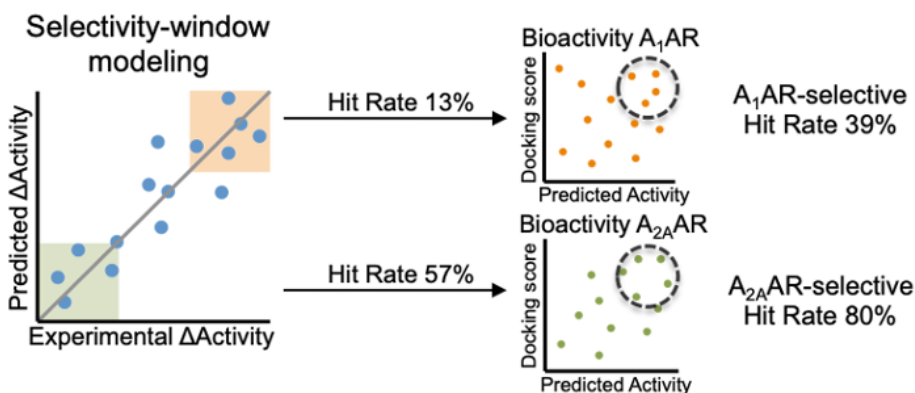 Selectivity-window
modeling
Predicted ΔActivity
Experimental ΔActivity
Hit Rate 13%
Hit Rate 57%
Bioactivity A₁AR
Docking score
Predicted Activity
A₁AR-selective
Hit Rate 39%
Bioactivity A₂ₐAR
Docking score
Predicted Activity
A₂ₐAR-selective
Hit Rate 80%